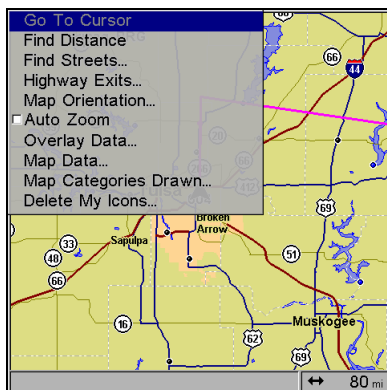 Go To Cursor
Find Distance
Find Streets...
Highway Exits...
Map Orientation...
Auto Zoom
Overlay Data...
Map Data...
Map Categories Drawn...
Delete My Icons...
66
44
69
Broken
Arrow
Sapulpa
33
48
66
51
16
62
Muskogee
69
80 mi